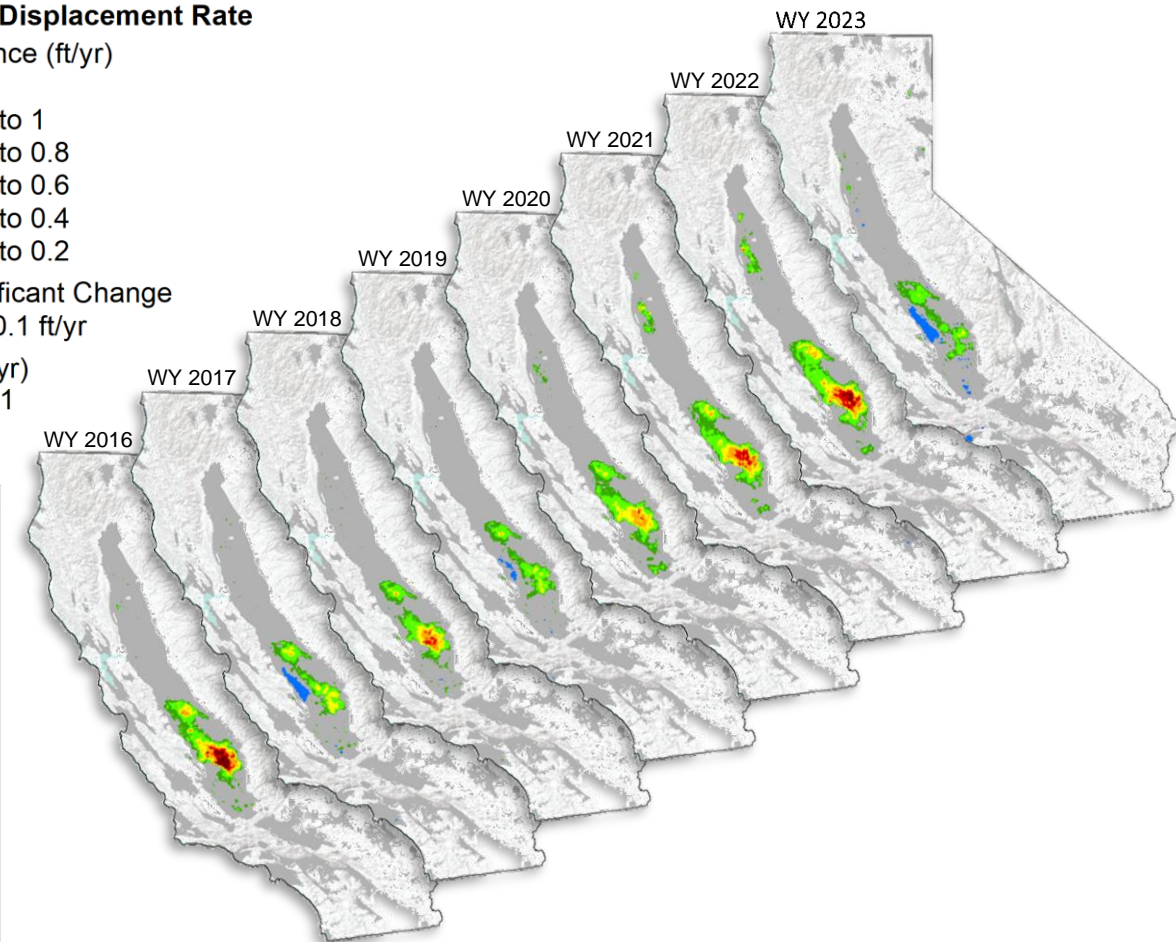 Displacement Rate
nce (ft/yr)
to 1
to 0.8
to 0.6
to 0.4
to 0.2
ficant Change
0.1 ft/yr
yr)
1
WY 2016
WY 2017
WY 2018
WY 2019
WY 2020
WY 2021
WY 2022
WY 2023